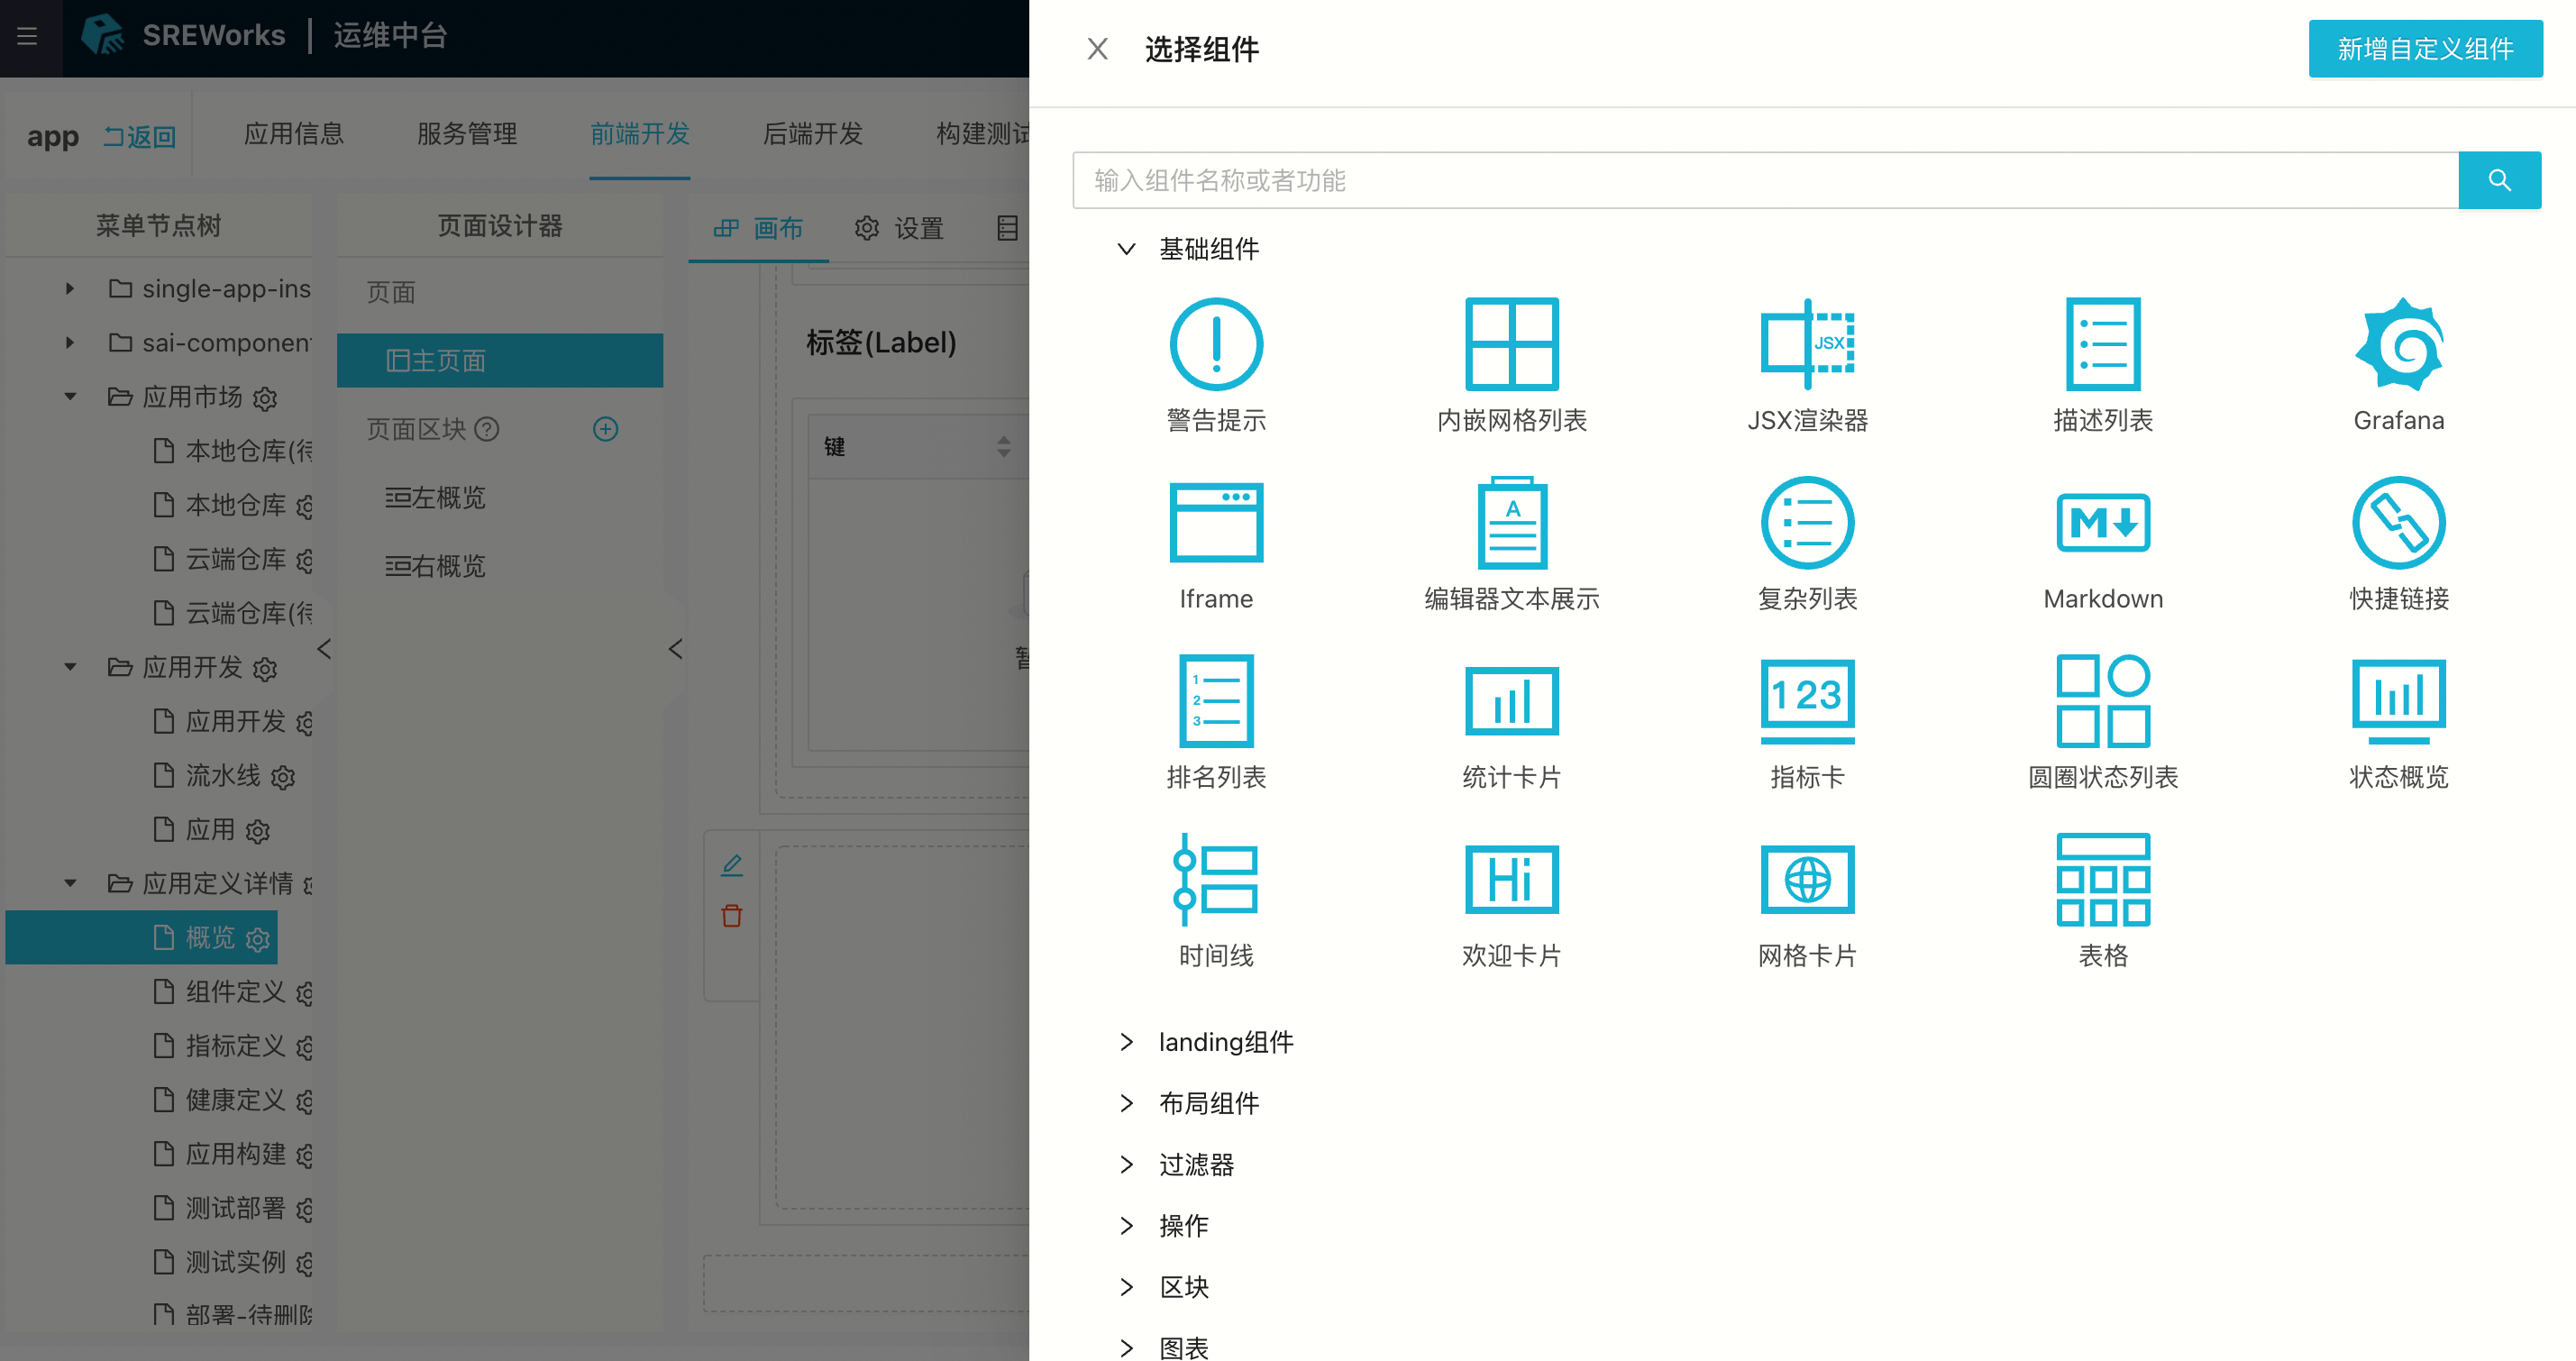 SREWorks | 运维中台
app 返回 应用信息 服务管理 前端开发 后端开发 构建测试
菜单节点树
single-app-ins
sai-componen
应用市场
本地仓库(待
本地仓库
云端仓库
云端仓库(待
应用开发
应用开发
流水线
应用
应用定义详情
概览
组件定义
指标定义
健康定义
应用构建
测试部署
测试实例
部署-待删除
页面设计器
页面
主页面
页面区块
左概览
右概览
画布 设置
标签(Label)
键
暂
选择组件
新增自定义组件
输入组件名称或者功能
基础组件
JSX
警告提示 内嵌网格列表 JSX渲染器 描述列表 Grafana
A M
Iframe 编辑器文本展示 复杂列表 Markdown 快捷链接
1
2
3
123
排名列表 统计卡片 指标卡 圆圈状态列表 状态概览
Hi
时间线 欢迎卡片 网格卡片 表格
landing组件
布局组件
过滤器
操作
区块
图表